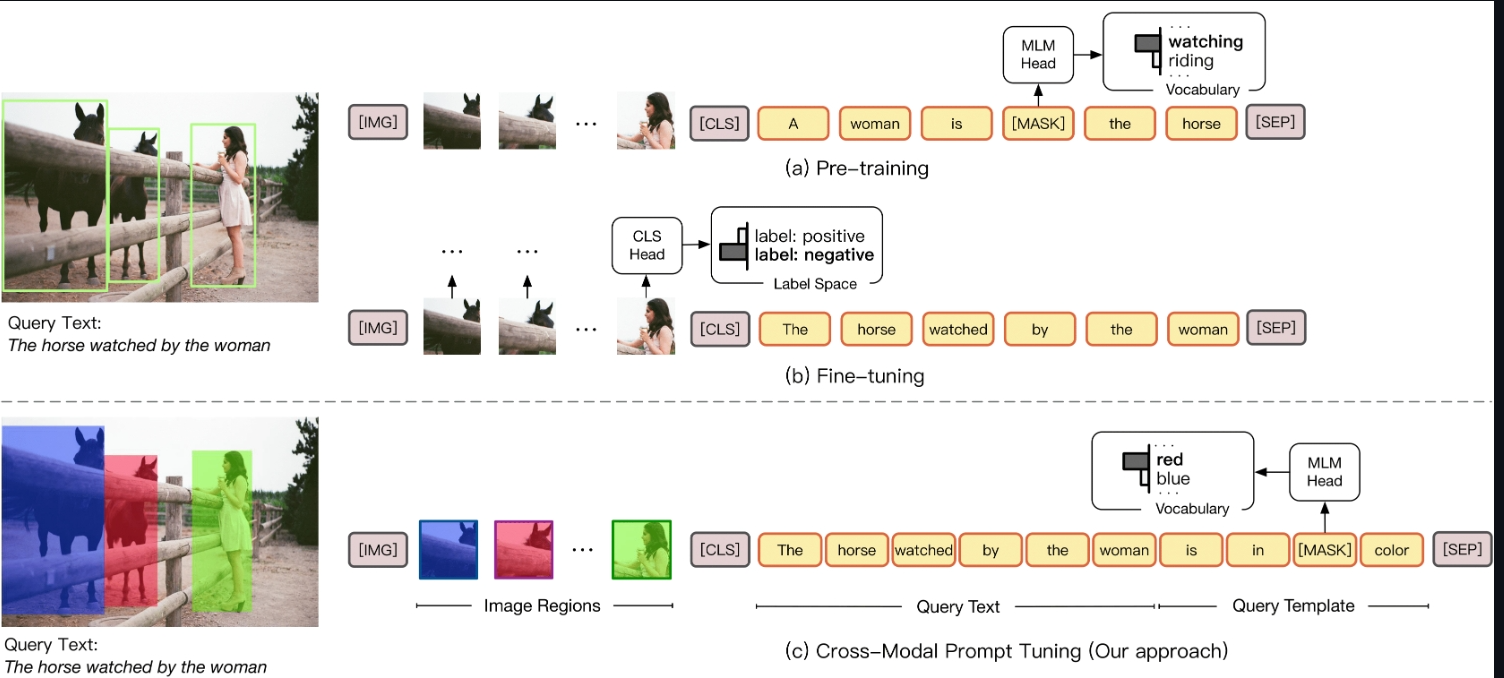 MLM
Head
. . .
watching
riding
. . .
Vocabulary
[IMG] ... [CLS] A woman is [MASK] the horse [SEP]
(a) Pre-training
... ...
CLS
Head
label: positive
label: negative
Label Space
[IMG] ... [CLS] The horse watched by the woman [SEP]
(b) Fine-tuning
Query Text:
The horse watched by the woman
. . .
red
blue
. . .
Vocabulary
MLM
Head
[IMG] ... [CLS] The horse watched by the woman is in [MASK] color [SEP]
Image Regions Query Text Query Template
(c) Cross-Modal Prompt Tuning (Our approach)
Query Text:
The horse watched by the woman